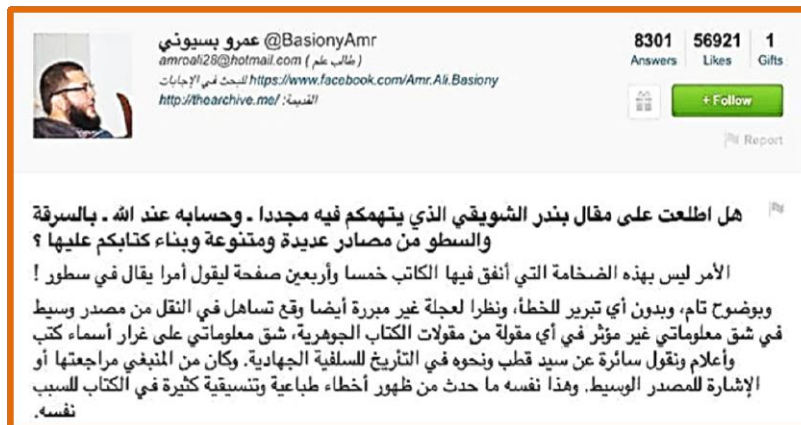 عمرو بسيوني @BasionyAmr
amroali28@hotmail.com ( طالب علم )
https://www.facebook.com/Amr.Ali.Basiony للبحث في الإجابات
القديمة: http://thearchive.me/
8301 56921 1
Answers Likes Gifts
+ Follow
Report
هل اطلعت على مقال بندر الشويقي الذي يتهمكم فيه مجددا ـ وحسابه عند الله ـ بالسرقة
والسطو من مصادر عديدة ومتنوعة وبناء كتابكم عليها ؟
الأمر ليس بهذه الضخامة التي أنفق فيها الكاتب خمسا وأربعين صفحة ليقول أمرا يقال في سطور !
وبوضوح تام، وبدون أي تبرير للخطأ، ونظرا لعجلة غير مبررة أيضا وقع تساهل في النقل من مصدر وسيط
في شق معلوماتي غير مؤثر في أي مقولة من مقولات الكتاب الجوهرية، شق معلوماتي على غرار أسماء كتب
وأعلام ونقول سائرة عن سيد قطب ونحوه في التأريخ للسلفية الجهادية. وكان من المنبغي مراجعتها أو
الإشارة للمصدر الوسيط. وهذا نفسه ما حدث من ظهور أخطاء طباعية وتنسيقية كثيرة في الكتاب للسبب
نفسه.